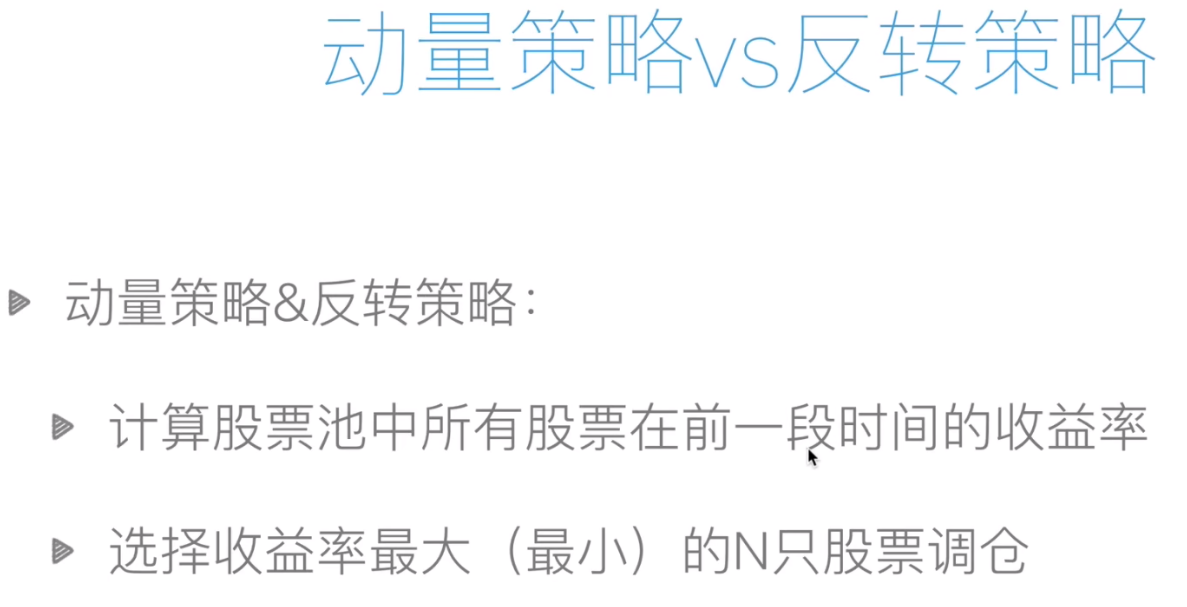 动量策略vs反转策略
动量策略&反转策略：
计算股票池中所有股票在前一段时间的收益率
选择收益率最大（最小）的N只股票调仓